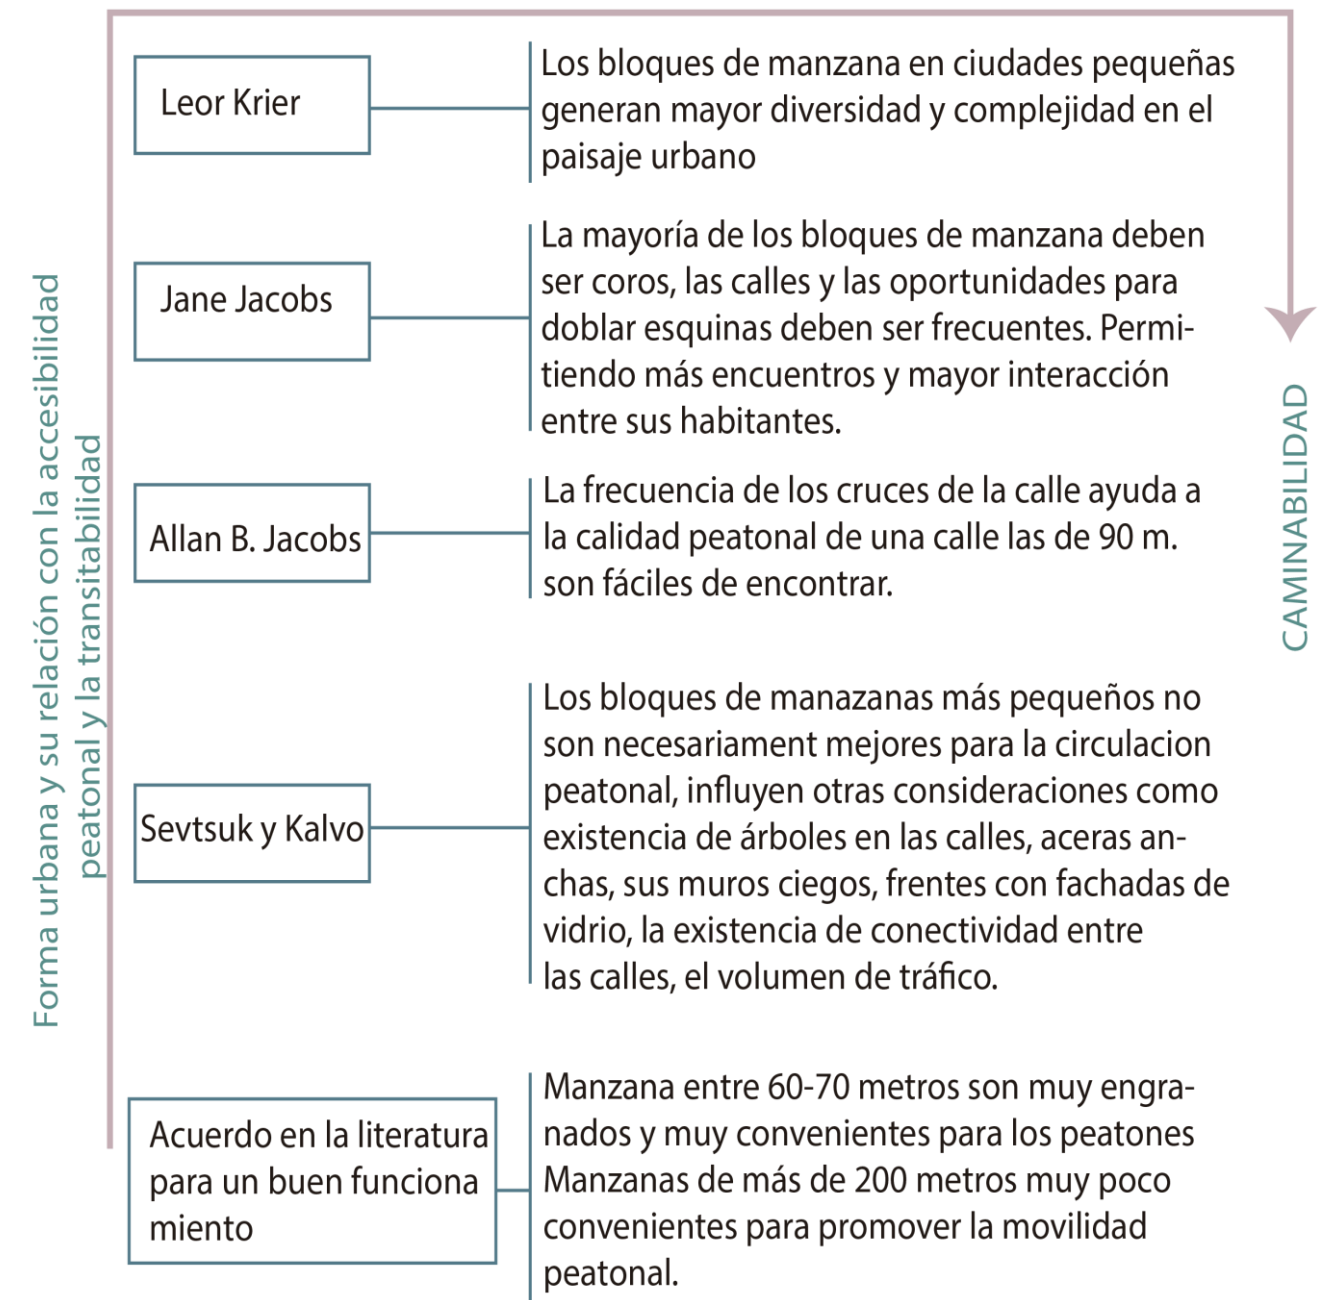 Forma urbana y su relación con la accesibilidad
peatonal y la transitabilidad
Leor Krier
Los bloques de manzana en ciudades pequeñas
generan mayor diversidad y complejidad en el
paisaje urbano
Jane Jacobs
La mayoría de los bloques de manzana deben
ser coros, las calles y las oportunidades para
doblar esquinas deben ser frecuentes. Permi-
tiendo más encuentros y mayor interacción
entre sus habitantes.
Allan B. Jacobs
La frecuencia de los cruces de la calle ayuda a
la calidad peatonal de una calle las de 90 m.
son fáciles de encontrar.
Sevtsuk y Kalvo
Los bloques de manazanas más pequeños no
son necesariament mejores para la circulacion
peatonal, influyen otras consideraciones como
existencia de árboles en las calles, aceras an-
chas, sus muros ciegos, frentes con fachadas de
vidrio, la existencia de conectividad entre
las calles, el volumen de tráfico.
Acuerdo en la literatura
para un buen funciona
miento
Manzana entre 60-70 metros son muy engra-
nados y muy convenientes para los peatones
Manzanas de más de 200 metros muy poco
convenientes para promover la movilidad
peatonal.
CAMINABILIDAD